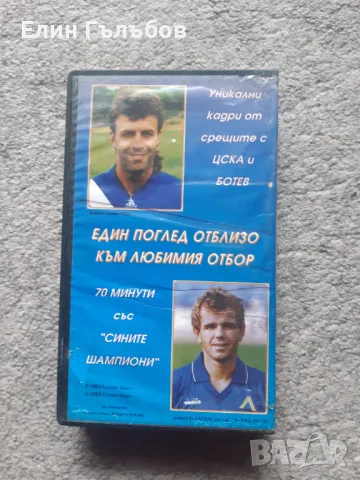 Елин Гълъбов
Уникални
кадри от
срещите с
ЦСКА и
БОТЕВ
ЕДИН ПОГЛЕД ОТБЛИЗО
КЪМ ЛЮБИМИЯ ОТБОР
70 МИНУТИ
със
"СИНИТЕ
ШАМПИОНИ"
Л
bazar